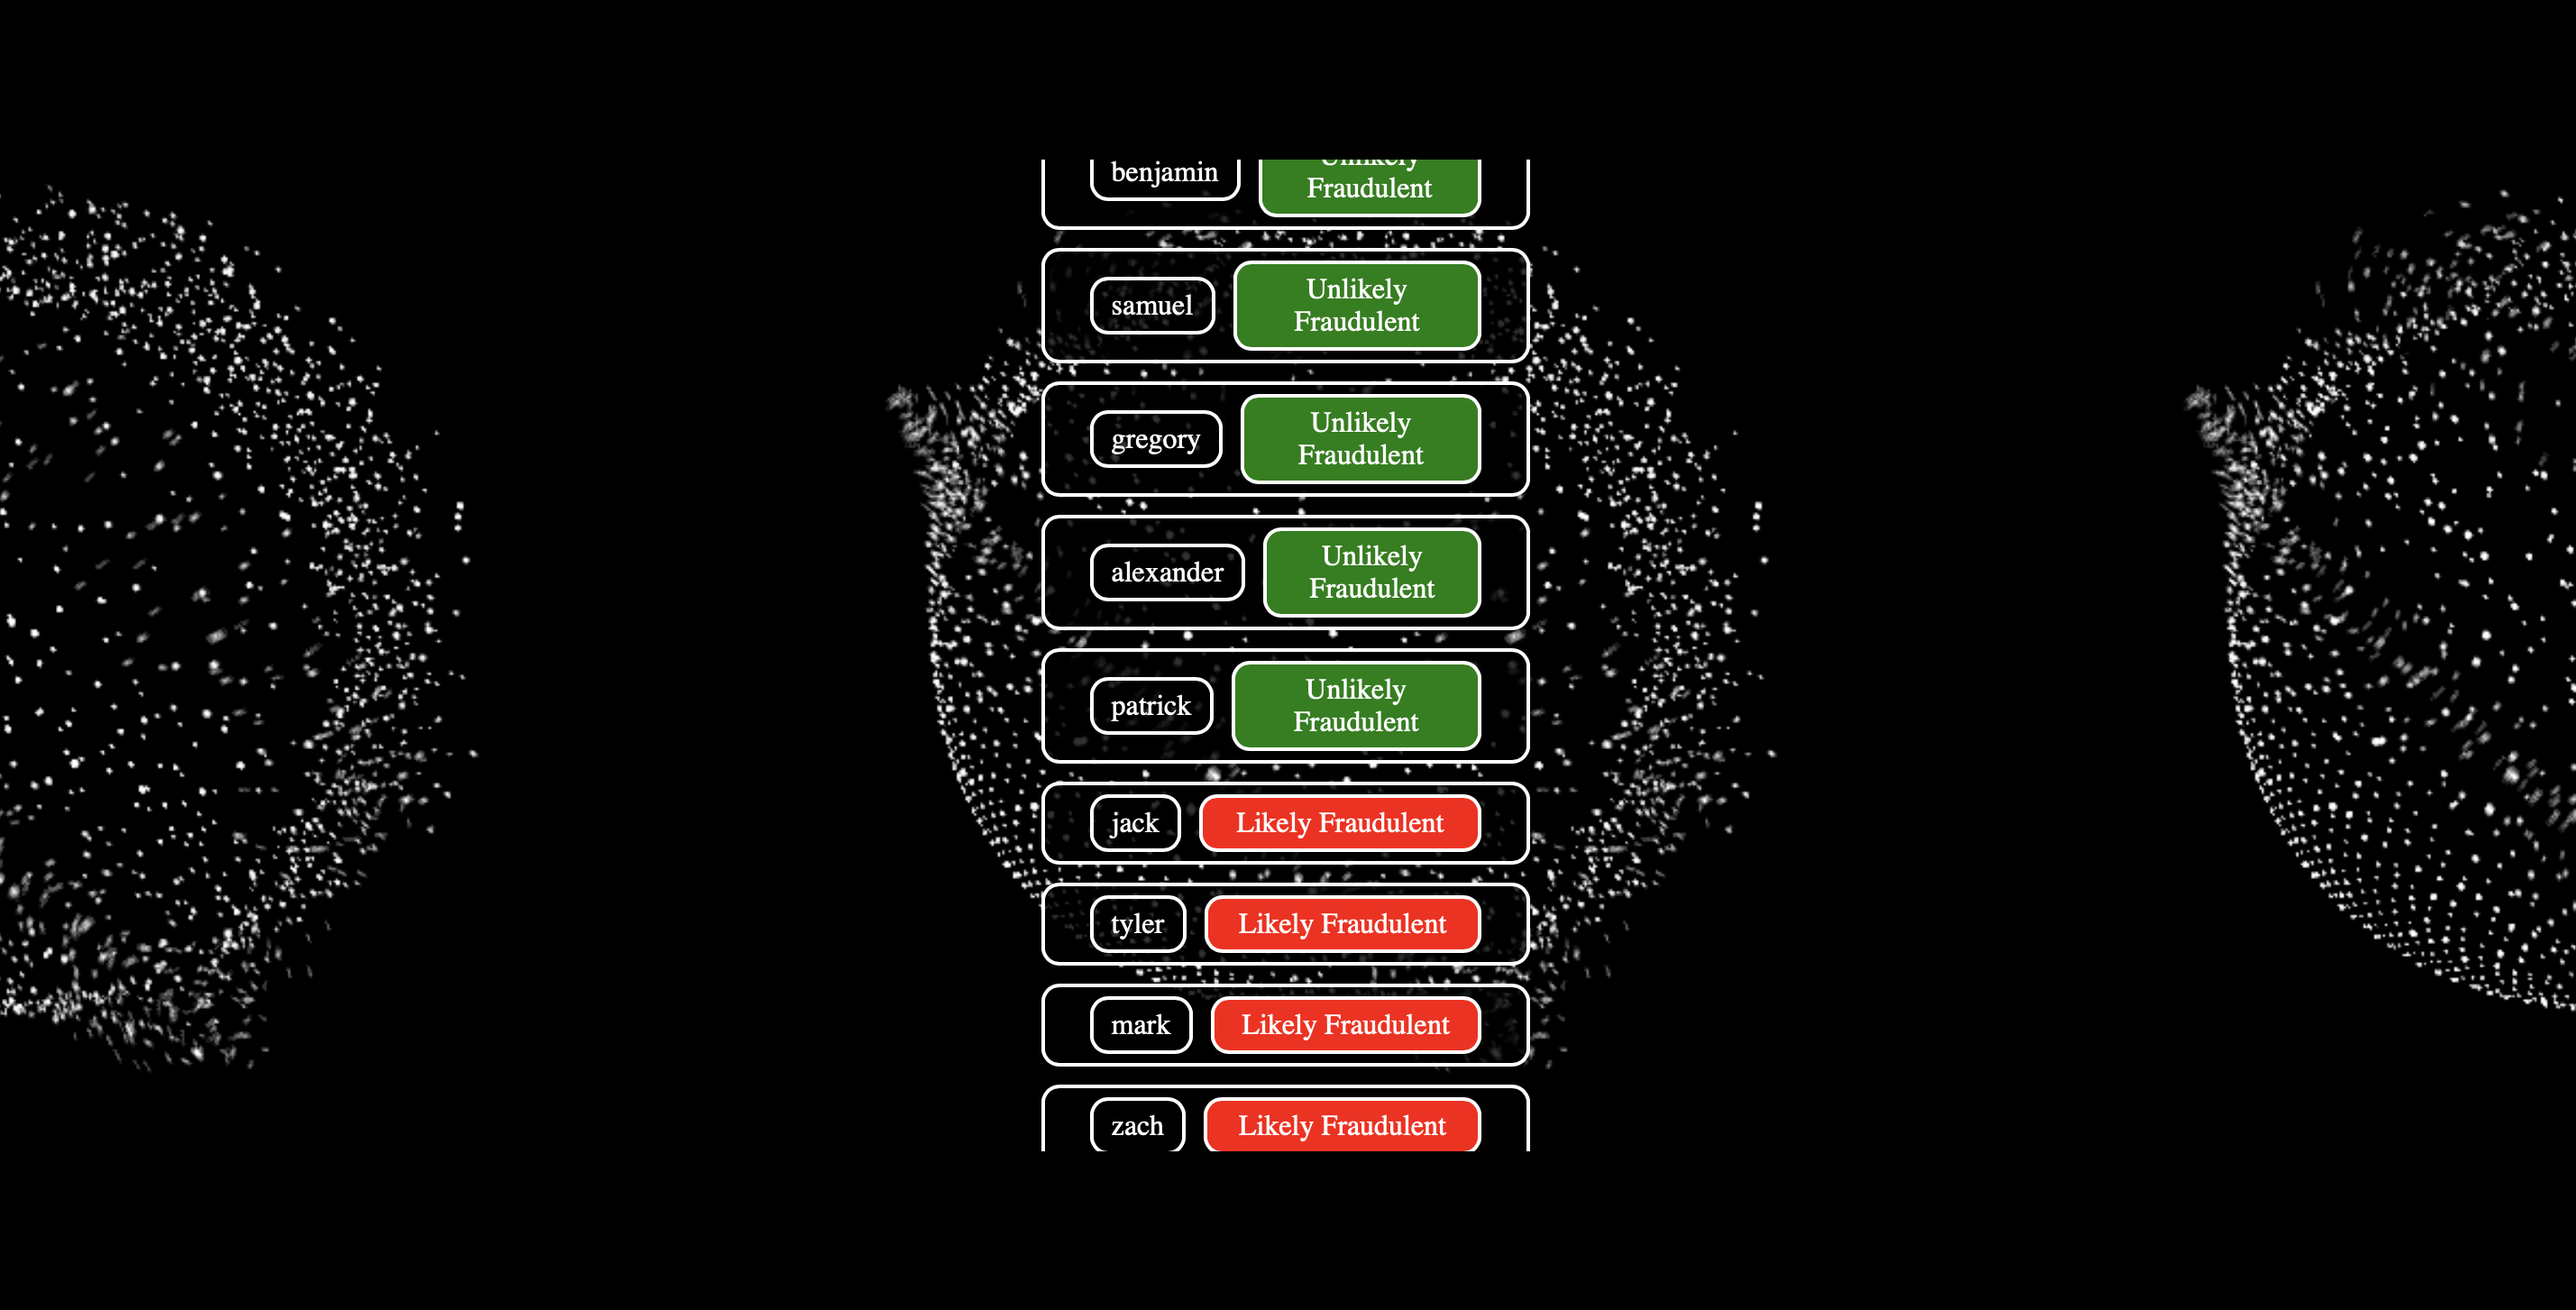 benjamin
Unlikely
Fraudulent
samuel
Unlikely
Fraudulent
gregory
Unlikely
Fraudulent
alexander
Unlikely
Fraudulent
patrick
Unlikely
Fraudulent
jack
Likely Fraudulent
tyler
Likely Fraudulent
mark
Likely Fraudulent
zach
Likely Fraudulent